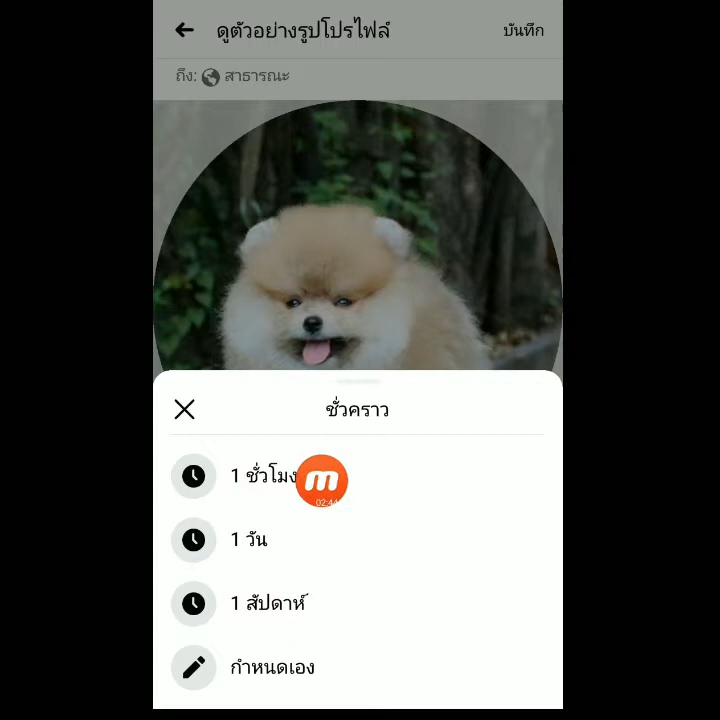 ดูตัวอย่างรูปโปรไฟล์ บันทึก
ถึง: สาธารณะ
ชั่วคราว
1 ชั่วโมง
02:44
1 วัน
1 สัปดาห์
กำหนดเอง